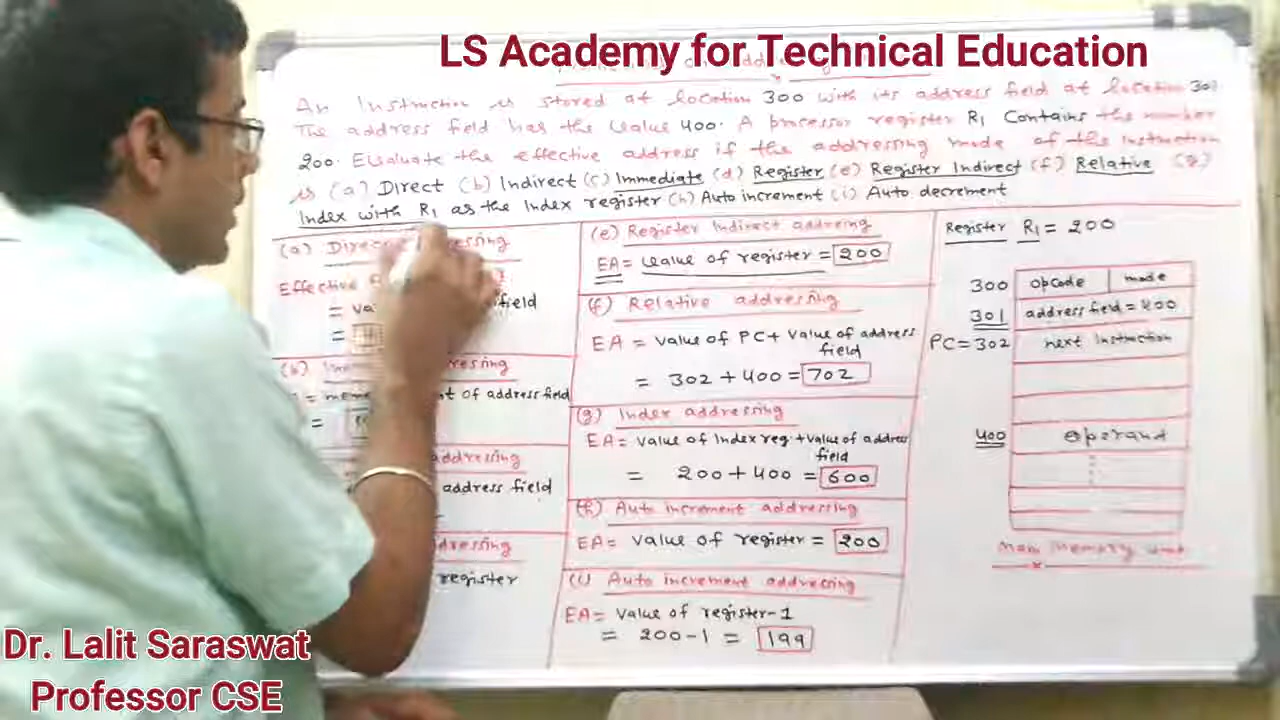 LS Academy for Technical Education
An Instruction is stored at location 300 with its address field at location 301
The address field has the value 400. A processor register R1 Contains the number
200. Evaluate the effective address if the addressing mode of the instruction
is (a) Direct (b) Indirect (c) Immediate (d) Register (e) Register Indirect (f) Relative (g)
Index with R1 as the Index register (h) Auto increment (i) Auto decrement
(a)
Effective
= field
=
(b)
= of address field
=
addressing
address field
register
(e) Register Indirect addreing
EA = value of register = 200
(f) Relative addressing
EA = value of PC + value of address
field
= 302 + 400 = 702
(g) Index addressing
EA = value of Index reg + value of address
field
= 200 + 400 = 600
(h) Auto increment addressing
EA = value of register = 200
(i) Auto increment addressing
EA = value of register - 1
= 200 - 1 = 199
Register R1 = 200
300 opcode mode
301 address field = 400
PC = 302 next Instruction
400 operand
Main memory unit
Dr. Lalit Saraswat
Professor CSE